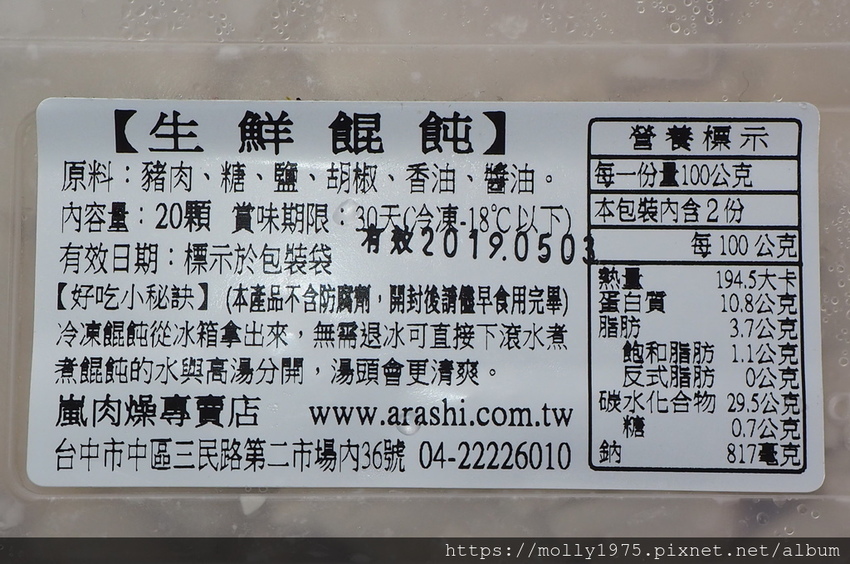 【生鮮餛飩】
原料：豬肉、糖、鹽、胡椒、香油、醬油。
內容量：20顆 賞味期限：30天(冷凍-18℃以下)
有效2019.0503
有效日期：標示於包裝袋
【好吃小秘訣】(本產品不含防腐劑，開封後請儘早食用完畢)
冷凍餛飩從冰箱拿出來，無需退冰可直接下滾水煮
煮餛飩的水與高湯分開，湯頭會更清爽。
嵐肉燥專賣店 www.arashi.com.tw
台中市中區三民路第二市場內36號 04-22226010
營養標示
每一份量100公克
本包裝內含2份
每100公克
熱量 194.5大卡
蛋白質 10.8公克
脂肪 3.7公克
飽和脂肪 1.1公克
反式脂肪 0公克
碳水化合物 29.5公克
糖 0.7公克
鈉 817毫克
https://molly1975.pixnet.net/album